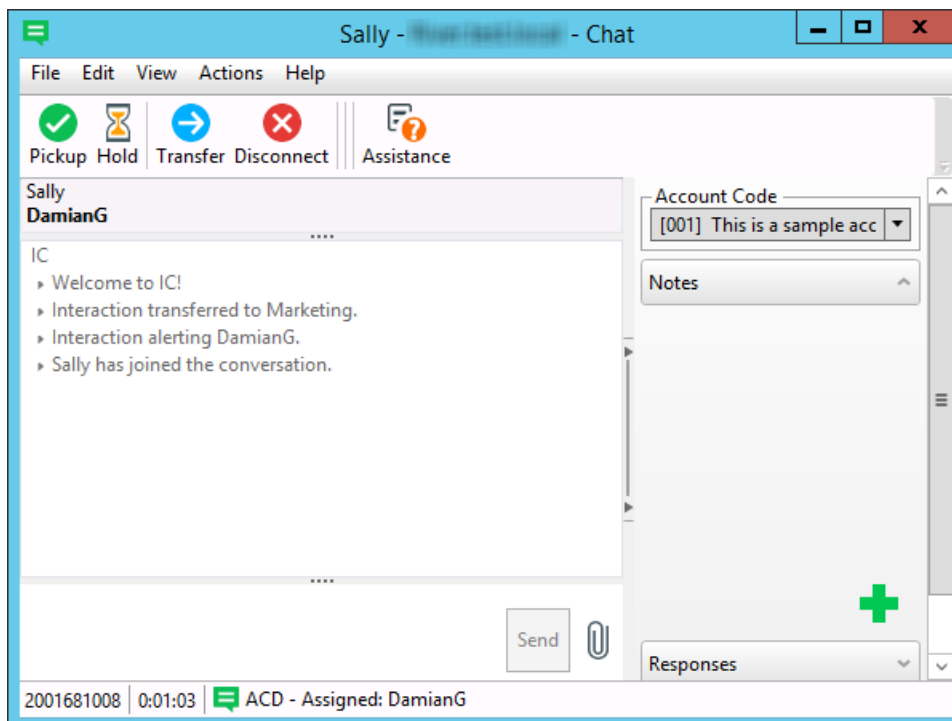 Sally - - Chat
File Edit View Actions Help
Pickup Hold Transfer Disconnect Assistance
Sally
DamianG
IC
Welcome to IC!
Interaction transferred to Marketing.
Interaction alerting DamianG.
Sally has joined the conversation.
Send
Account Code
[001] This is a sample acc
Notes
Responses
2001681008 0:01:03 ACD - Assigned: DamianG